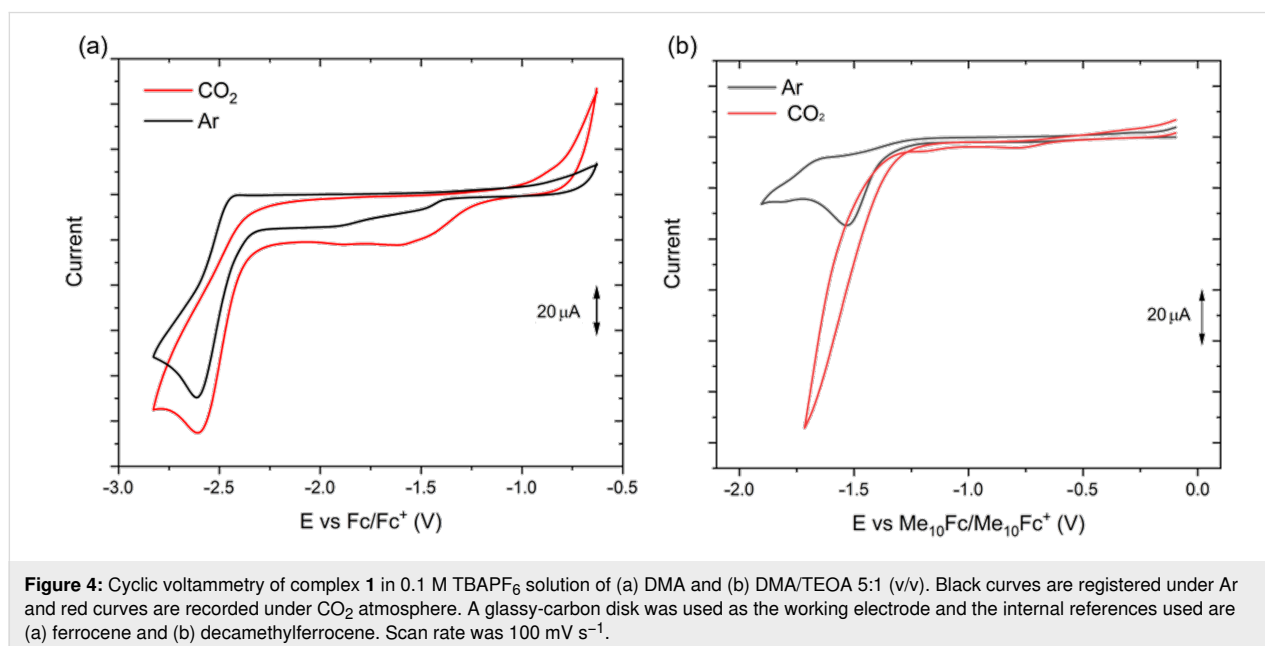 (a)
CO₂
Ar
Current
20 μA
-3.0 -2.5 -2.0 -1.5 -1.0 -0.5
E vs Fc/Fc⁺ (V)
(b)
Ar
CO₂
Current
20 μA
-2.0 -1.5 -1.0 -0.5 0.0
E vs Me₁₀Fc/Me₁₀Fc⁺ (V)
Figure 4: Cyclic voltammetry of complex 1 in 0.1 M TBAPF₆ solution of (a) DMA and (b) DMA/TEOA 5:1 (v/v). Black curves are registered under Ar
and red curves are recorded under CO₂ atmosphere. A glassy-carbon disk was used as the working electrode and the internal references used are
(a) ferrocene and (b) decamethylferrocene. Scan rate was 100 mV s⁻¹.